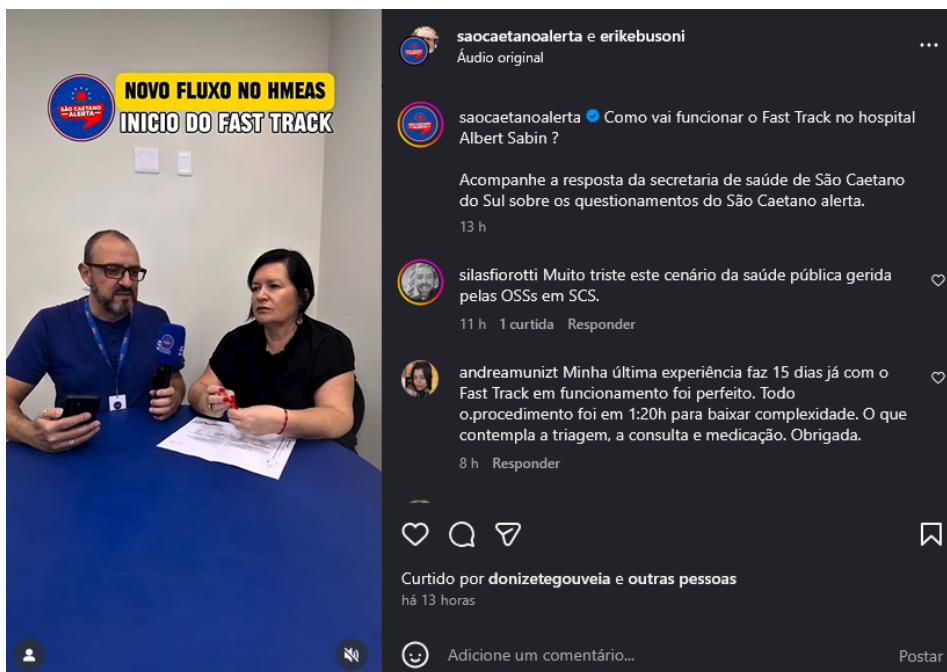 NOVO FLUXO NO HMEAS
INICIO DO FAST TRACK
SÃO CAETANO
ALERTA
saocaetanoalerta e erikebusoni
Áudio original
saocaetanoalerta Como vai funcionar o Fast Track no hospital
Albert Sabin ?
Acompanhe a resposta da secretaria de saúde de São Caetano
do Sul sobre os questionamentos do São Caetano alerta.
13 h
silasfiorotti Muito triste este cenário da saúde pública gerida
pelas OSSs em SCS.
11 h 1 curtida Responder
andreamunizt Minha última experiência faz 15 dias já com o
Fast Track em funcionamento foi perfeito. Todo
o.procedimento foi em 1:20h para baixar complexidade. O que
contempla a triagem, a consulta e medicação. Obrigada.
8 h Responder
Curtido por donizetegouveia e outras pessoas
há 13 horas
Adicione um comentário...
Postar